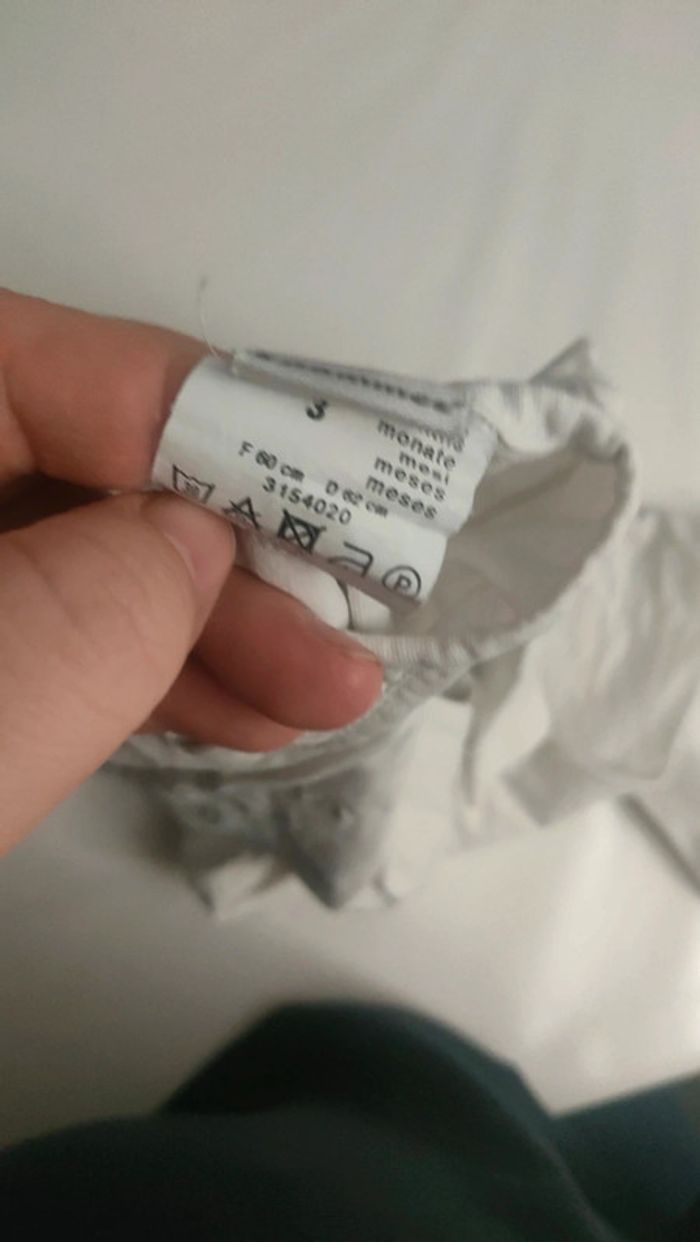 3
monate
mesi
meses
meses
F 60 cm D 62 cm
3154020
P